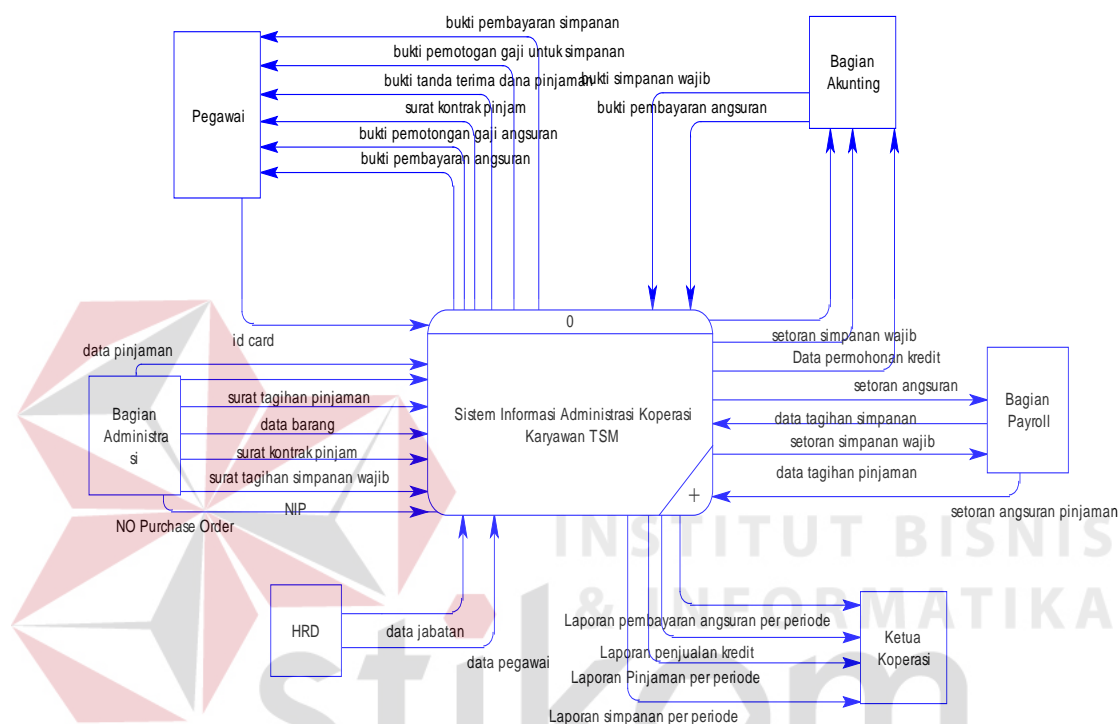 bukti pembayaran simpanan
bukti pemotogan gaji untuk simpanan
bukti tanda terima dana pinjaman
surat kontrak pinjam
bukti pemotongan gaji angsuran
bukti pembayaran angsuran
Pegawai
bukti simpanan wajib
bukti pembayaran angsuran
Bagian
Akunting
id card
0
Sistem Informasi Administrasi Koperasi
Karyawan TSM
+
setoran simpanan wajib
Data permohonan kredit
setoran angsuran
data tagihan simpanan
setoran simpanan wajib
data tagihan pinjaman
setoran angsuran pinjaman
Bagian
Payroll
data pinjaman
Bagian
Administra
si
surat tagihan pinjaman
data barang
surat kontrak pinjam
surat tagihan simpanan wajib
NIP
NO Purchase Order
HRD
data jabatan
data pegawai
Laporan pembayaran angsuran per periode
Laporan penjualan kredit
Laporan Pinjaman per periode
Laporan simpanan per periode
Ketua
Koperasi
INSTITUT BISNIS
& INFORMATIKA
stikom